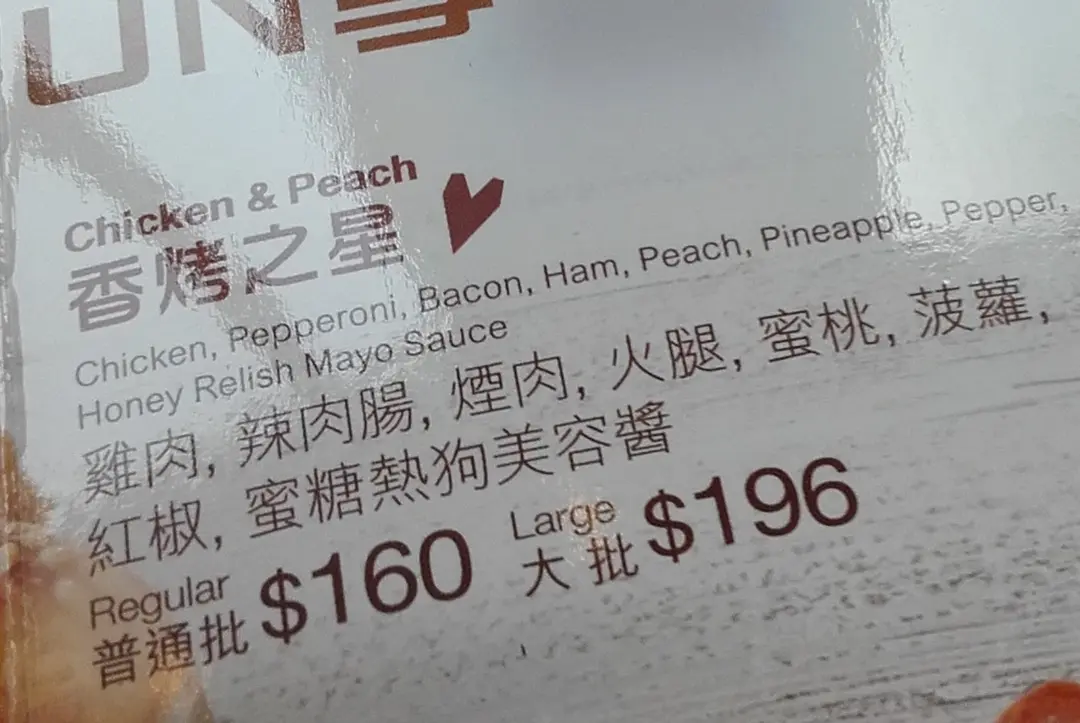 Chicken & Peach
香烤之星
Chicken, Pepperoni, Bacon, Ham, Peach, Pineapple, Pepper,
Honey Relish Mayo Sauce
雞肉, 辣肉腸, 煙肉, 火腿, 蜜桃, 菠蘿,
紅椒, 蜜糖熱狗美容醬
Regular
普通批 $160
Large
大 批 $196